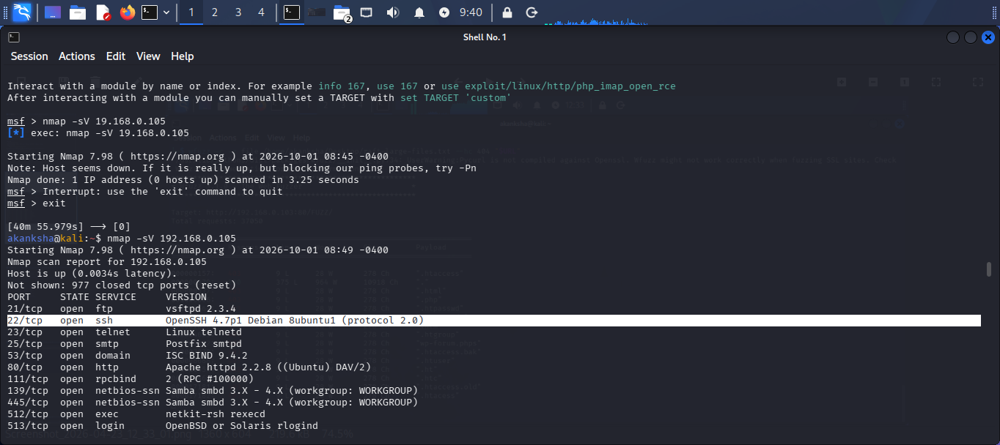 1 2 3 4 2 9:40
Shell No. 1
Session Actions Edit View Help
Interact with a module by name or index. For example info 167, use 167 or use exploit/linux/http/php_imap_open_rce
After interacting with a module you can manually set a TARGET with set TARGET 'custom'
msf > nmap -sV 19.168.0.105
[*] exec: nmap -sV 19.168.0.105
Starting Nmap 7.98 ( https://nmap.org ) at 2026-10-01 08:45 -0400
Note: Host seems down. If it is really up, but blocking our ping probes, try -Pn
Nmap done: 1 IP address (0 hosts up) scanned in 3.25 seconds
msf > Interrupt: use the 'exit' command to quit
msf > exit
[40m 55.979s] ⟶ [0]
akanksha@kali:~$ nmap -sV 192.168.0.105
Starting Nmap 7.98 ( https://nmap.org ) at 2026-10-01 08:49 -0400
Nmap scan report for 192.168.0.105
Host is up (0.0034s latency).
Not shown: 977 closed tcp ports (reset)
PORT STATE SERVICE VERSION
21/tcp open ftp vsftpd 2.3.4
22/tcp open ssh OpenSSH 4.7p1 Debian 8ubuntu1 (protocol 2.0)
23/tcp open telnet Linux telnetd
25/tcp open smtp Postfix smtpd
53/tcp open domain ISC BIND 9.4.2
80/tcp open http Apache httpd 2.2.8 ((Ubuntu) DAV/2)
111/tcp open rpcbind 2 (RPC #100000)
139/tcp open netbios-ssn Samba smbd 3.X - 4.X (workgroup: WORKGROUP)
445/tcp open netbios-ssn Samba smbd 3.X - 4.X (workgroup: WORKGROUP)
512/tcp open exec netkit-rsh rexecd
513/tcp open login OpenBSD or Solaris rlogind